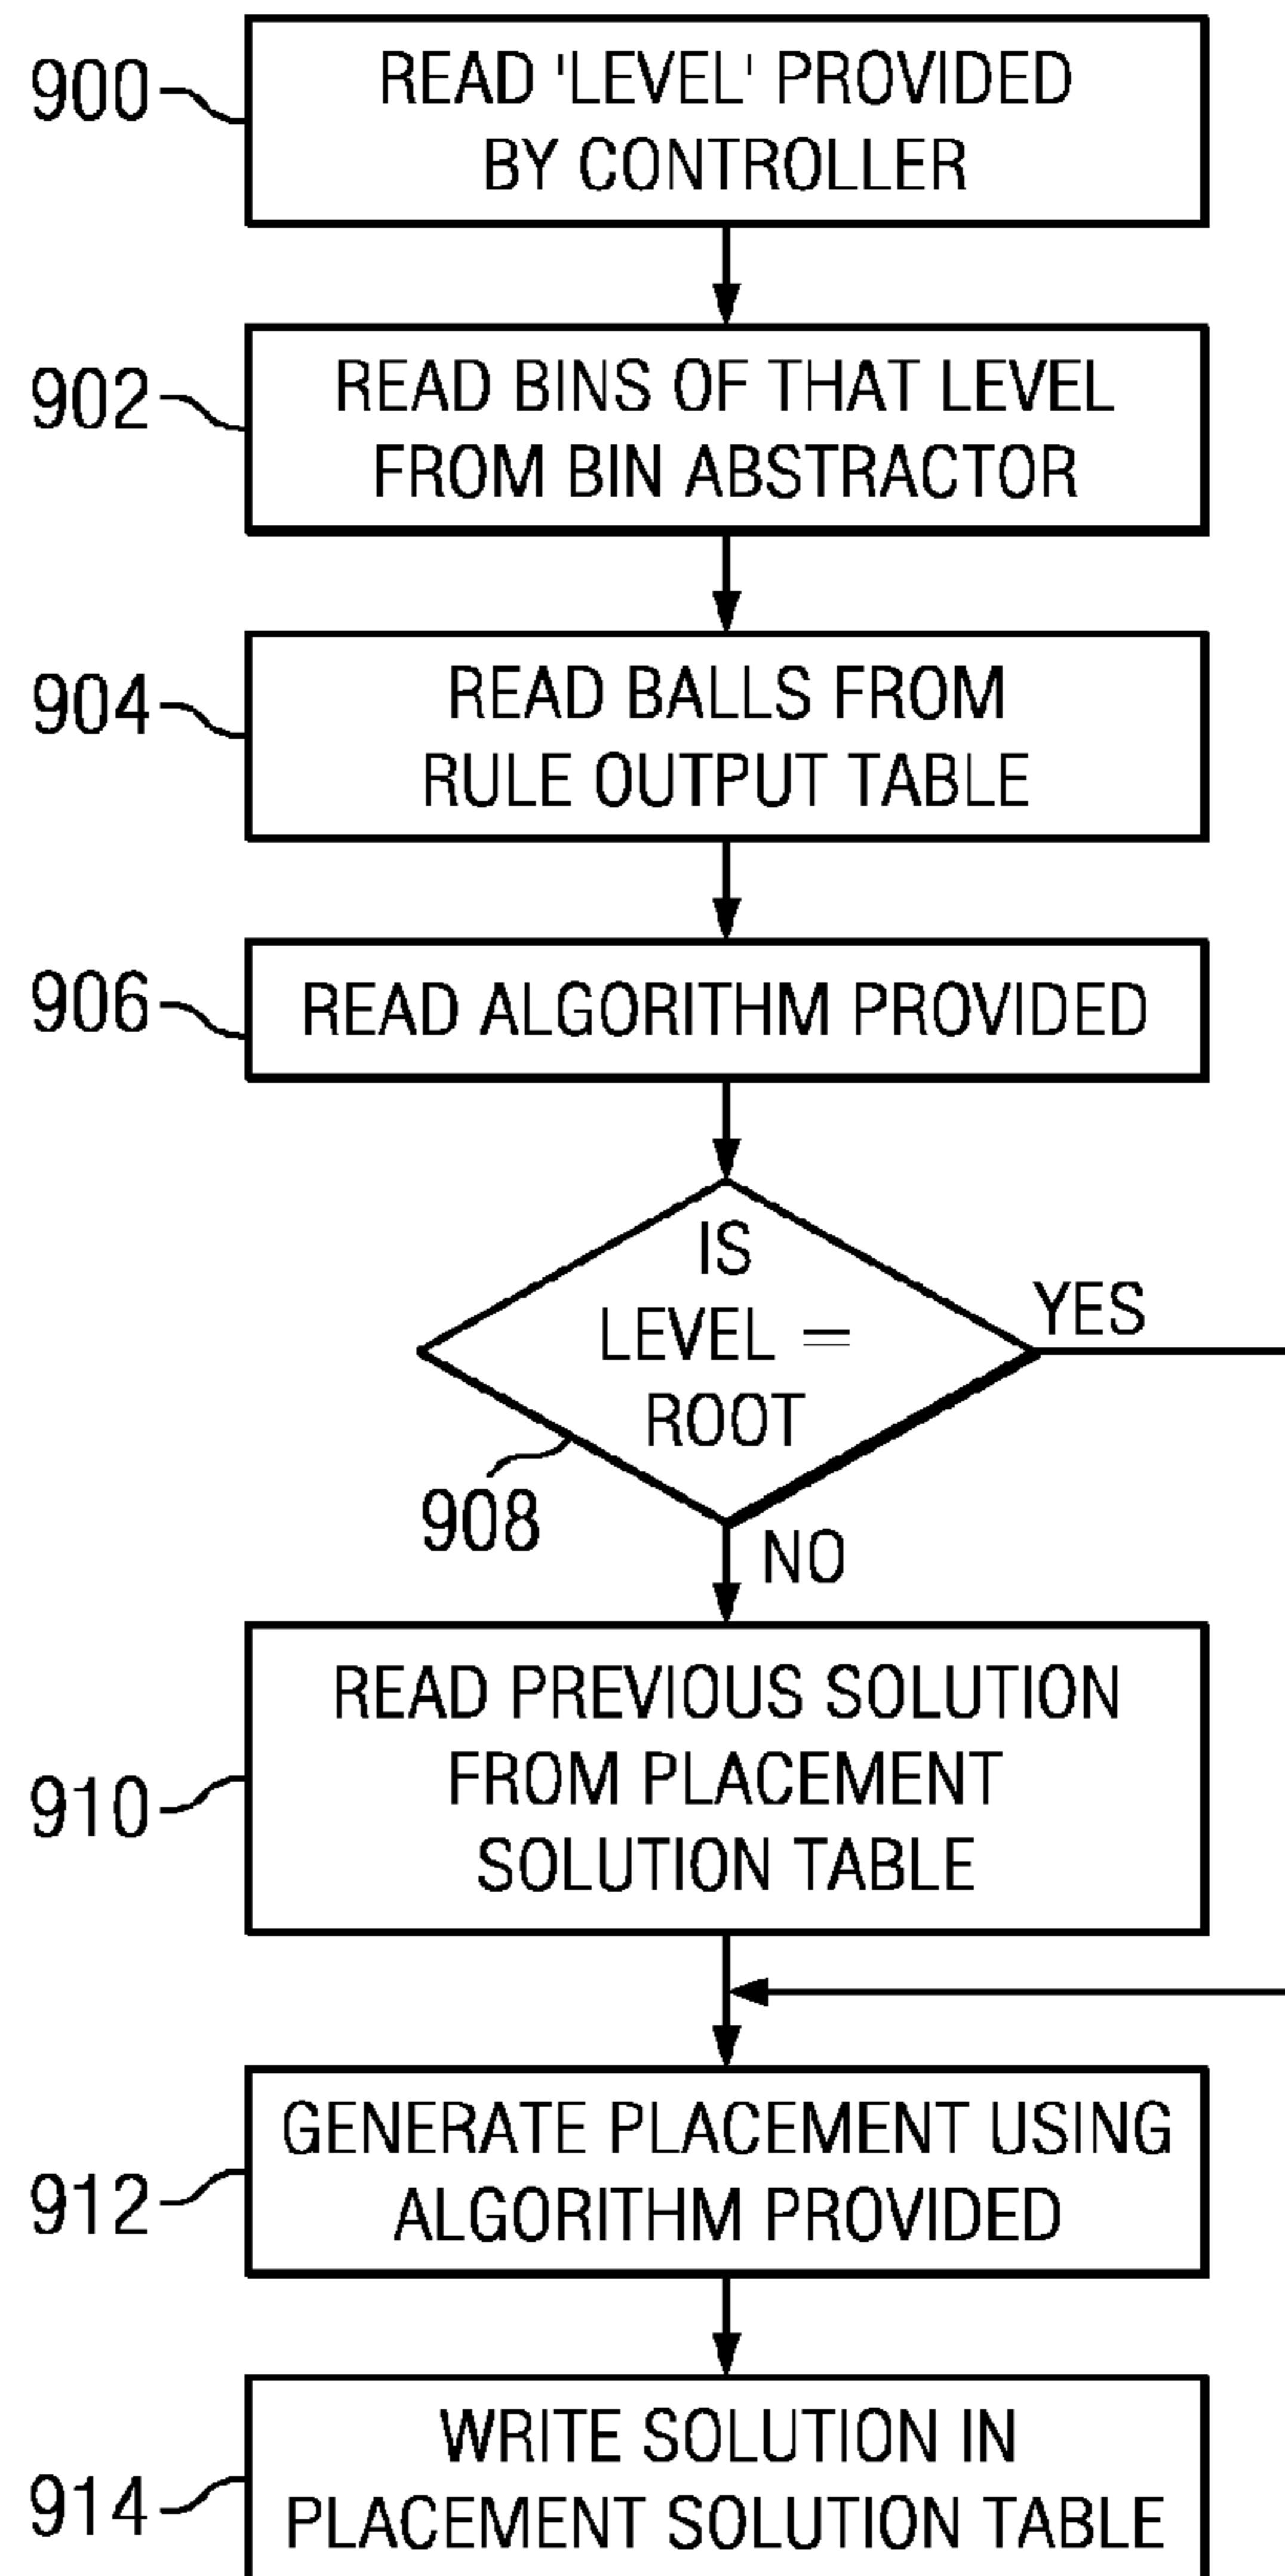 900
READ 'LEVEL' PROVIDED
BY CONTROLLER
902
READ BINS OF THAT LEVEL
FROM BIN ABSTRACTOR
904
READ BALLS FROM
RULE OUTPUT TABLE
906
READ ALGORITHM PROVIDED
IS
LEVEL =
ROOT
YES
908
NO
910
READ PREVIOUS SOLUTION
FROM PLACEMENT
SOLUTION TABLE
912
GENERATE PLACEMENT USING
ALGORITHM PROVIDED
914
WRITE SOLUTION IN
PLACEMENT SOLUTION TABLE